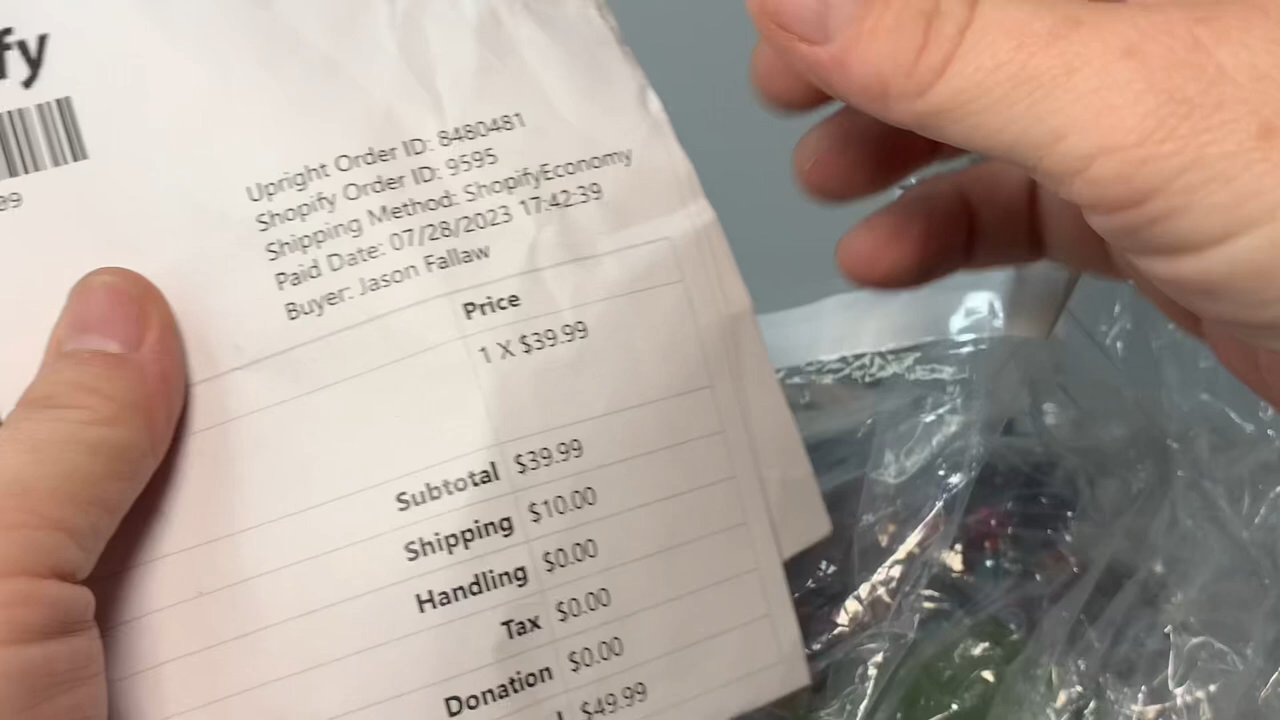 fy
99
Upright Order ID: 8480481
Shopify Order ID: 9595
Shipping Method: ShopifyEconomy
Paid Date: 07/28/2023 17:42:39
Buyer: Jason Fallaw
Price
1 X $39.99
Subtotal $39.99
Shipping $10.00
Handling $0.00
Tax $0.00
Donation $0.00
$49.99